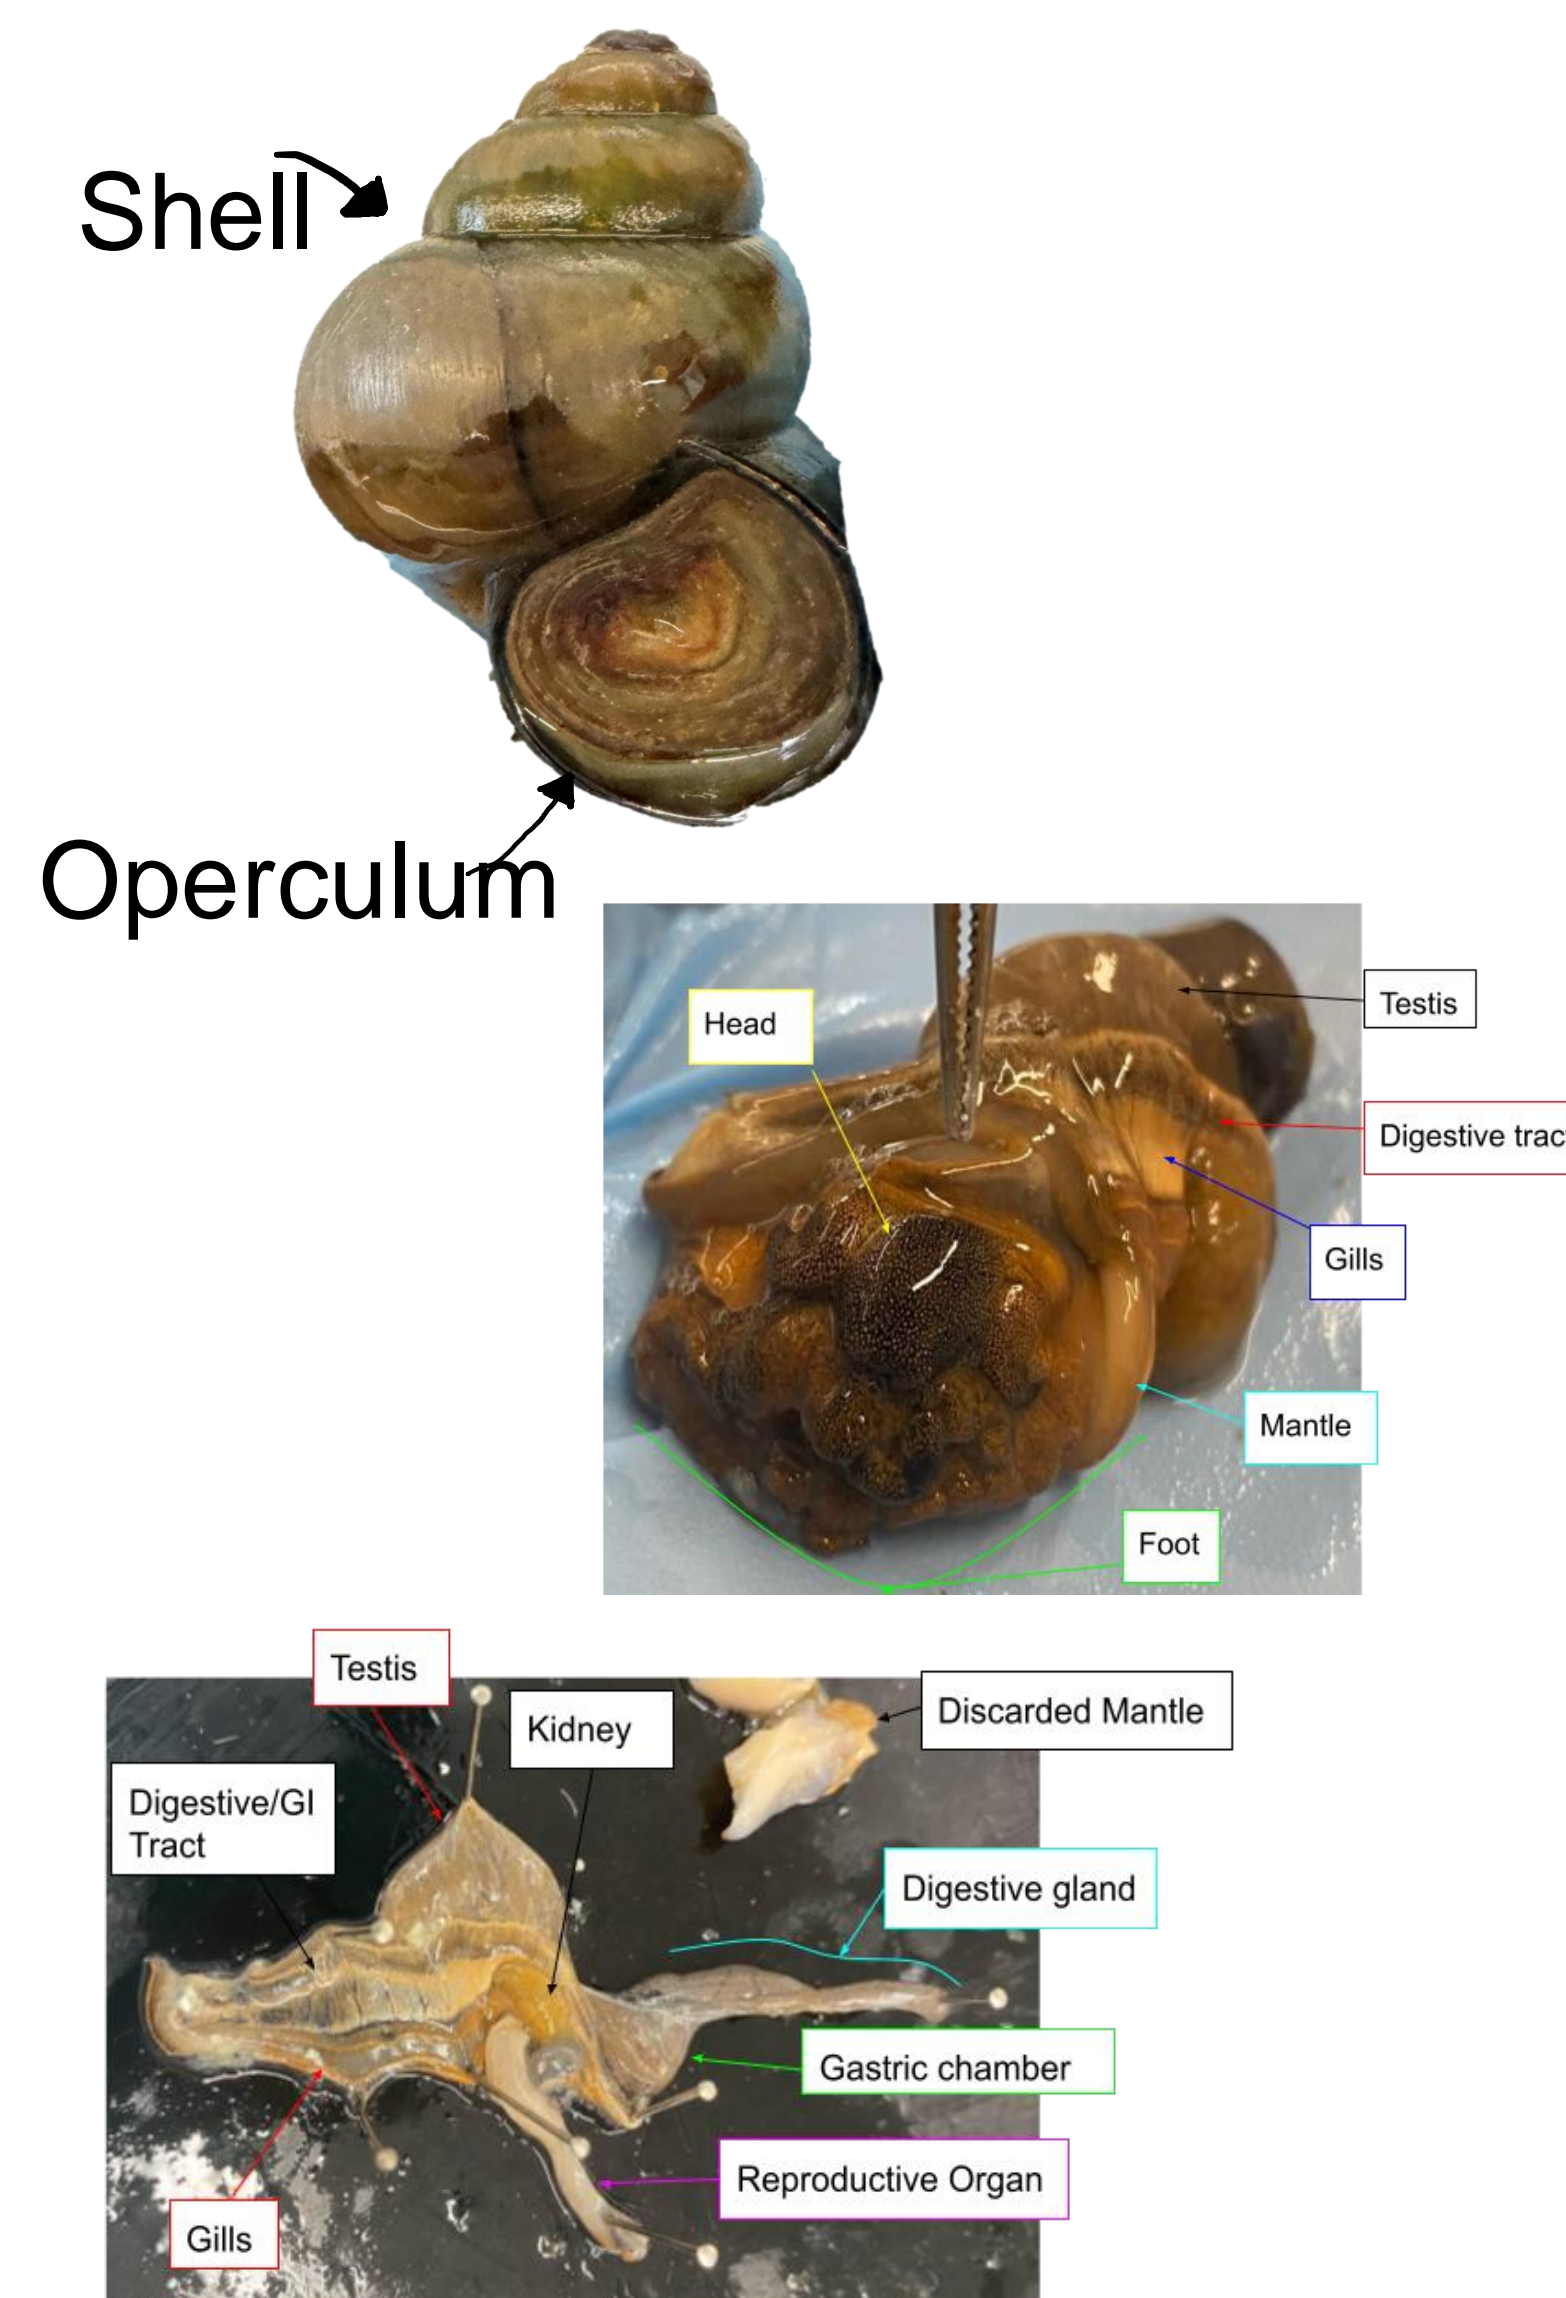 Shell
Operculum
Head
Testis
Digestive trac
Gills
Mantle
Foot
Testis
Kidney
Discarded Mantle
Digestive/GI
Tract
Digestive gland
Gastric chamber
Reproductive Organ
Gills